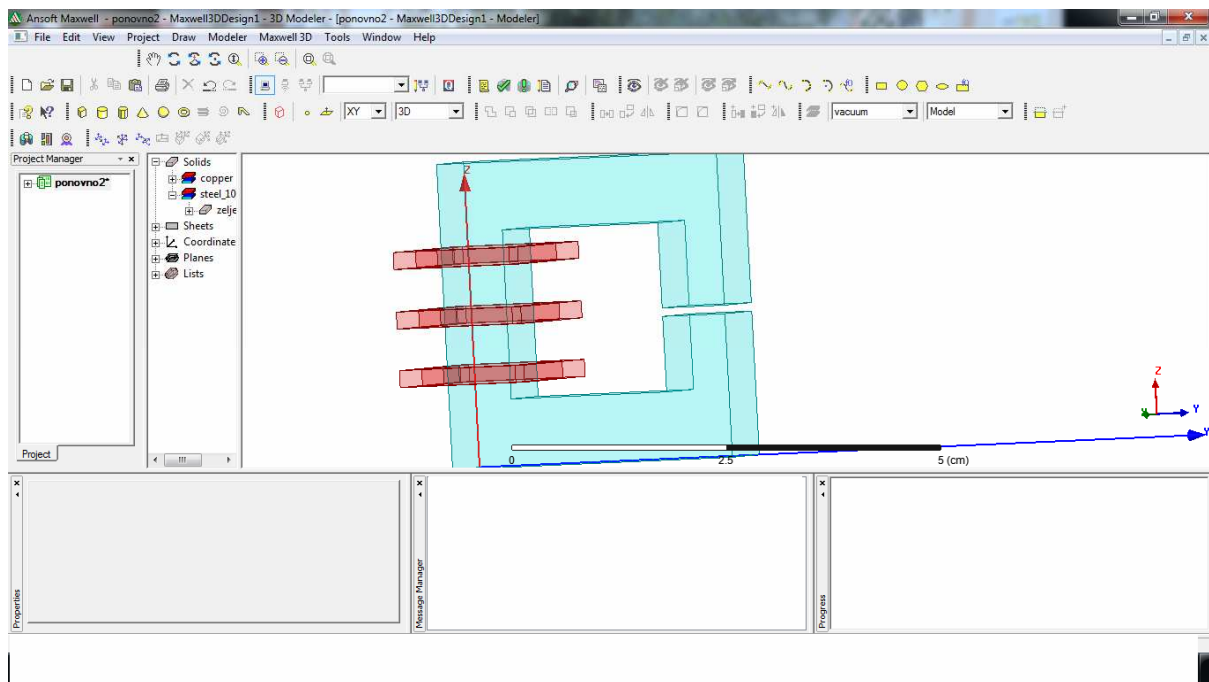 Ansoft Maxwell - ponovno2 - Maxwell3DDesign1 - 3D Modeler - [ponovno2 - Maxwell3DDesign1 - Modeler]
File Edit View Project Draw Modeler Maxwell 3D Tools Window Help
XY 3D vacuum Model
Project Manager
ponovno2*
Project
Solids
copper
steel_10
zelje
Sheets
Coordinate
Planes
Lists
Z
Z
Y
Y
0 2.5 5 (cm)
Properties
Message Manager
Progress